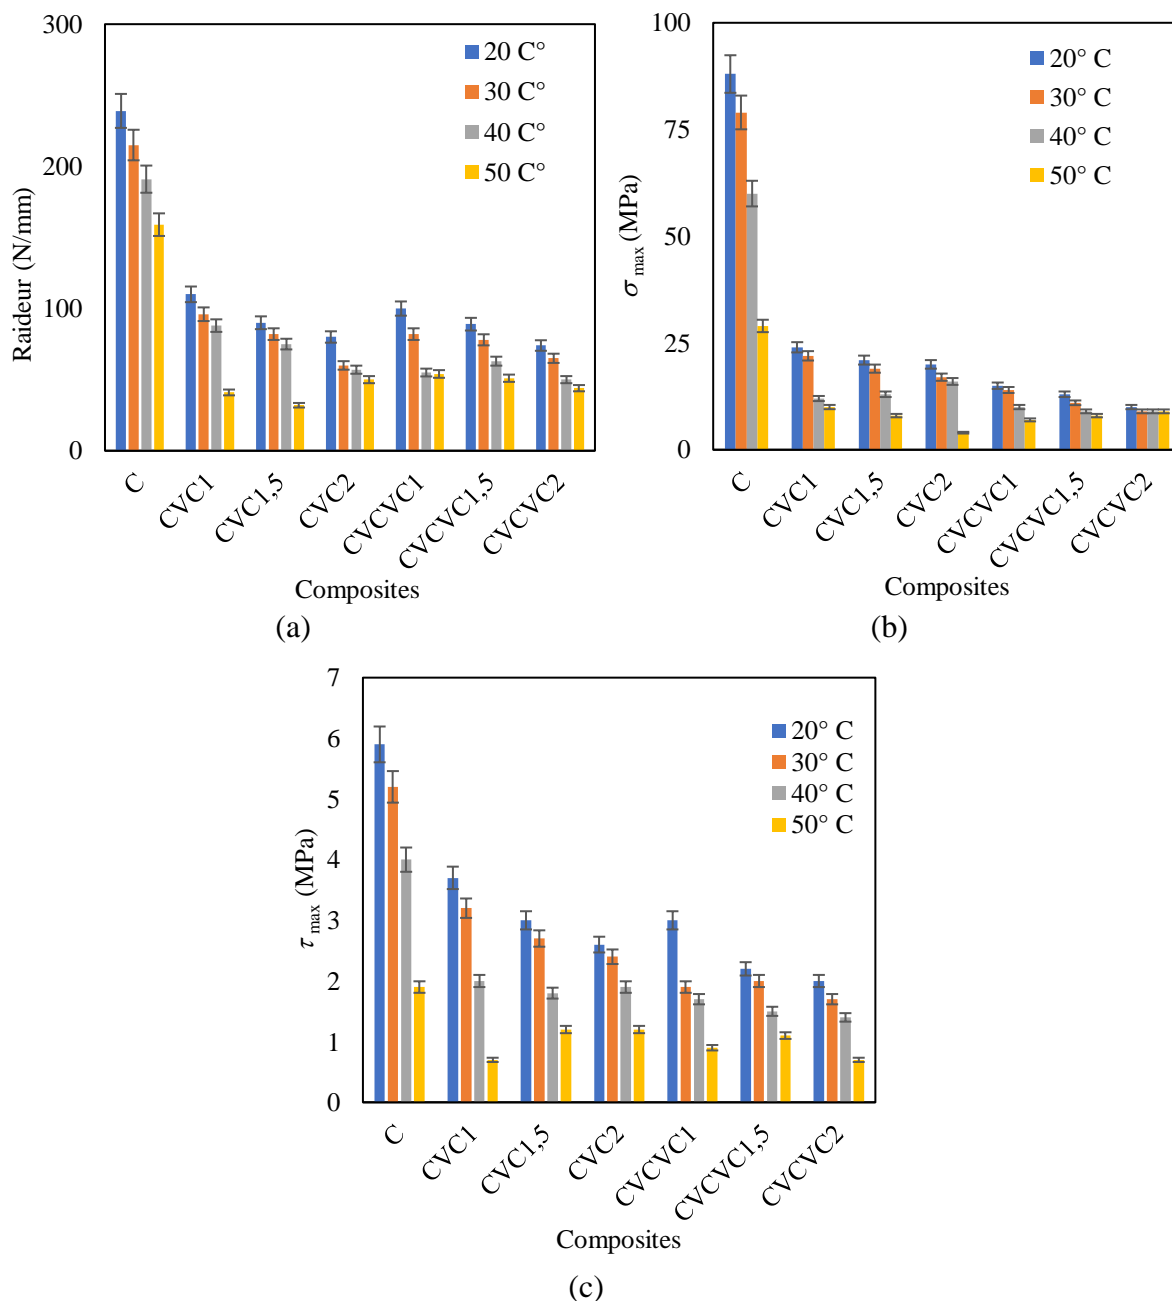 300
200
100
0
Raideur (N/mm)
20 C°
30 C°
40 C°
50 C°
C
CVC1
CVC1,5
CVC2
CVCVC1
CVCVC1,5
CVCVC2
Composites
(a)
100
75
50
25
0
σ max (MPa)
20° C
30° C
40° C
50° C
C
CVC1
CVC1,5
CVC2
CVCVC1
CVCVC1,5
CVCVC2
Composites
(b)
7
6
5
4
3
2
1
0
τ max (MPa)
20° C
30° C
40° C
50° C
C
CVC1
CVC1,5
CVC2
CVCVC1
CVCVC1,5
CVCVC2
Composites
(c)